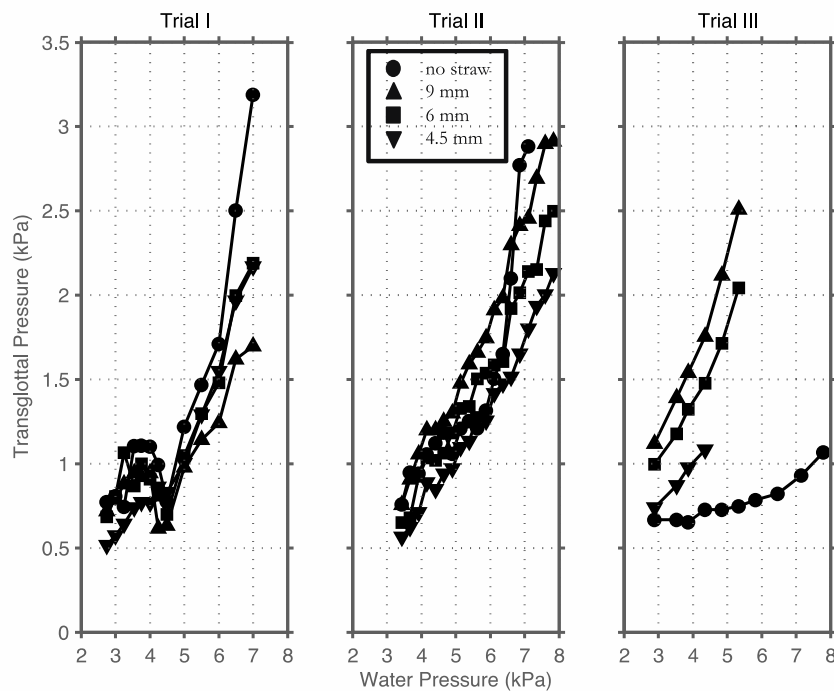 Trial I
Trial II
Trial III
Transglottal Pressure (kPa)
3.5
3
2.5
2
1.5
1
0.5
0
no straw
9 mm
6 mm
4.5 mm
2 3 4 5 6 7 8
2 3 4 5 6 7 8
2 3 4 5 6 7 8
Water Pressure (kPa)